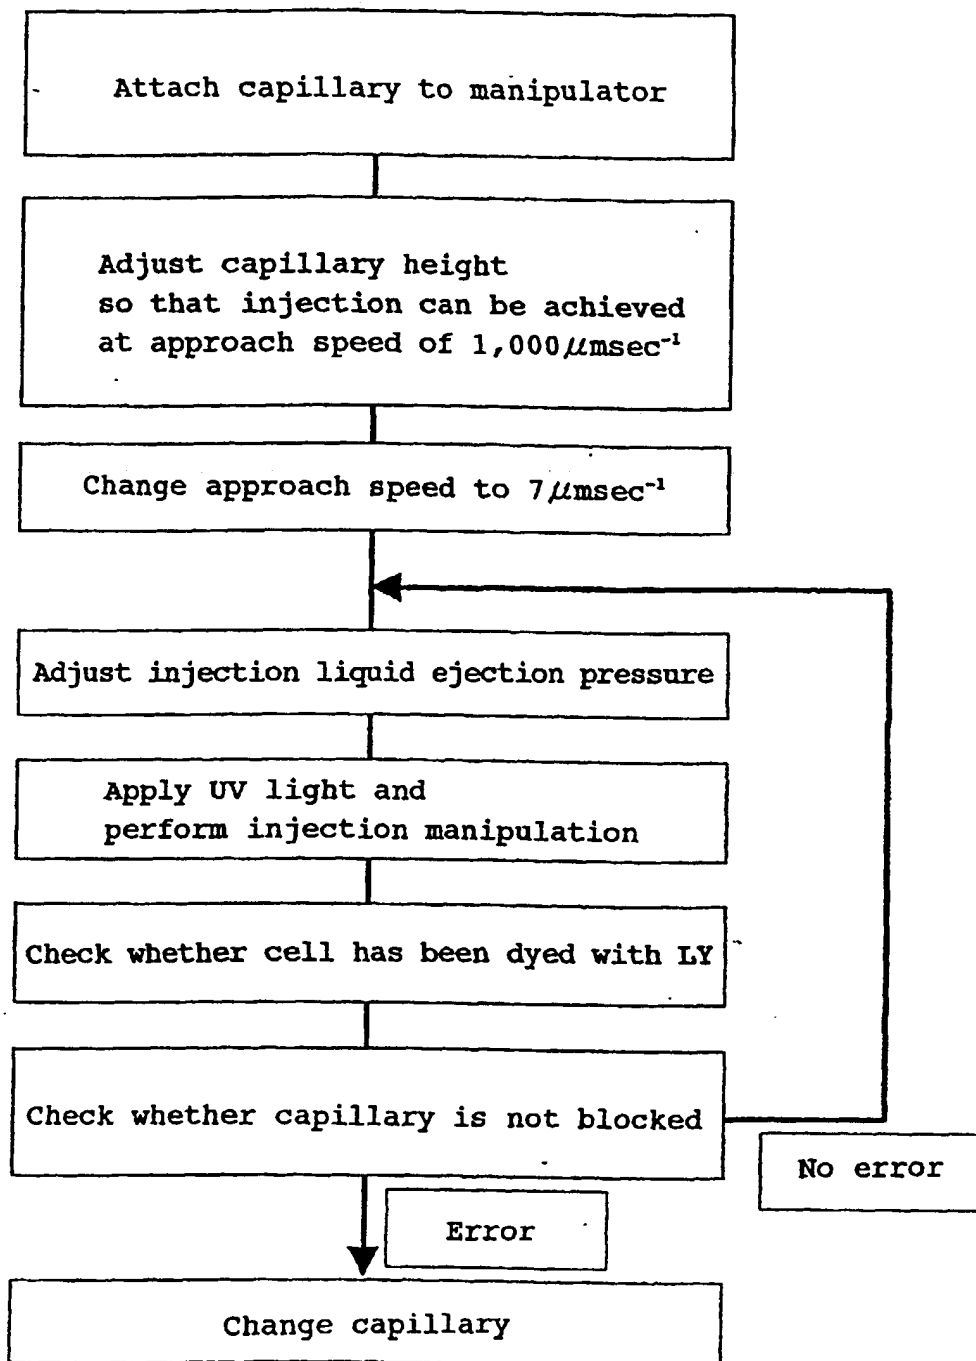 Attach capillary to manipulator
Adjust capillary height
so that injection can be achieved
at approach speed of 1,000μmsec⁻¹
Change approach speed to 7μmsec⁻¹
Adjust injection liquid ejection pressure
Apply UV light and
perform injection manipulation
Check whether cell has been dyed with LY
Check whether capillary is not blocked
No error
Error
Change capillary